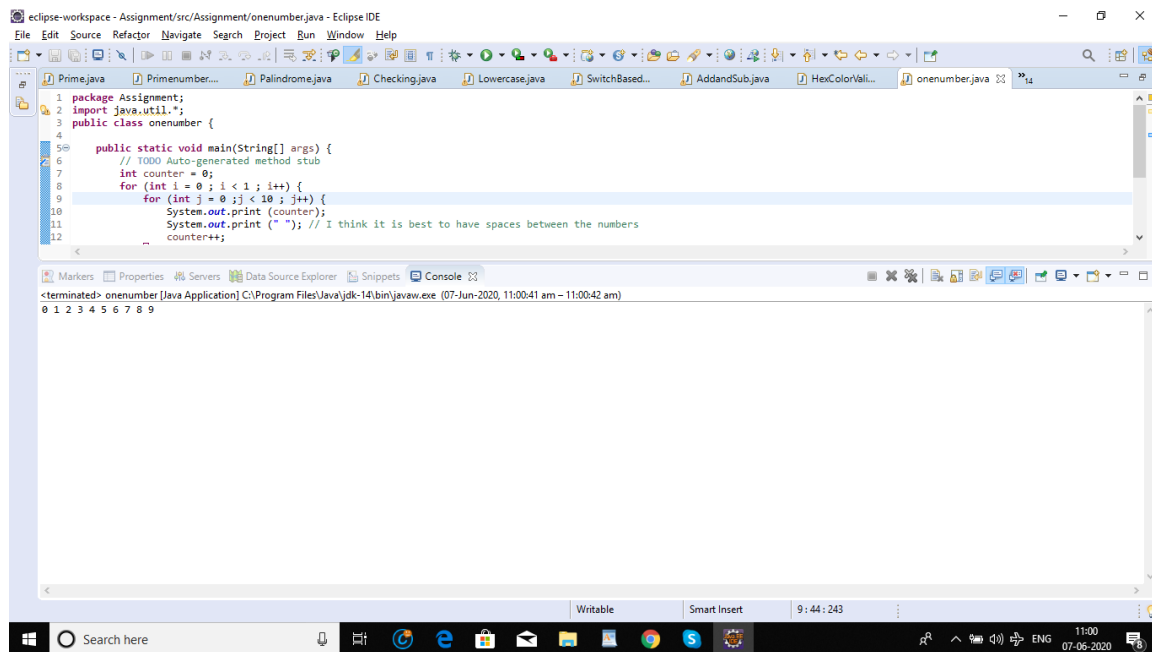 eclipse-workspace - Assignment/src/Assignment/onenumber.java - Eclipse IDE
File Edit Source Refactor Navigate Search Project Run Window Help
Prime.java Primenumber.... Palindrome.java Checking.java Lowercase.java SwitchBased... AddandSub.java HexColorVali... onenumber.java »14
1 package Assignment;
2 import java.util.*;
3 public class onenumber {
4
5 public static void main(String[] args) {
6 // TODO Auto-generated method stub
7 int counter = 0;
8 for (int i = 0 ; i < 1 ; i++) {
9 for (int j = 0 ;j < 10 ; j++) {
10 System.out.print (counter);
11 System.out.print (" "); // I think it is best to have spaces between the numbers
12 counter++;
Markers Properties Servers Data Source Explorer Snippets Console
<terminated> onenumber [Java Application] C:\Program Files\Java\jdk-14\bin\javaw.exe (07-Jun-2020, 11:00:41 am – 11:00:42 am)
0 1 2 3 4 5 6 7 8 9
Writable Smart Insert 9 : 44 : 243
Search here ENG 11:00
07-06-2020 8